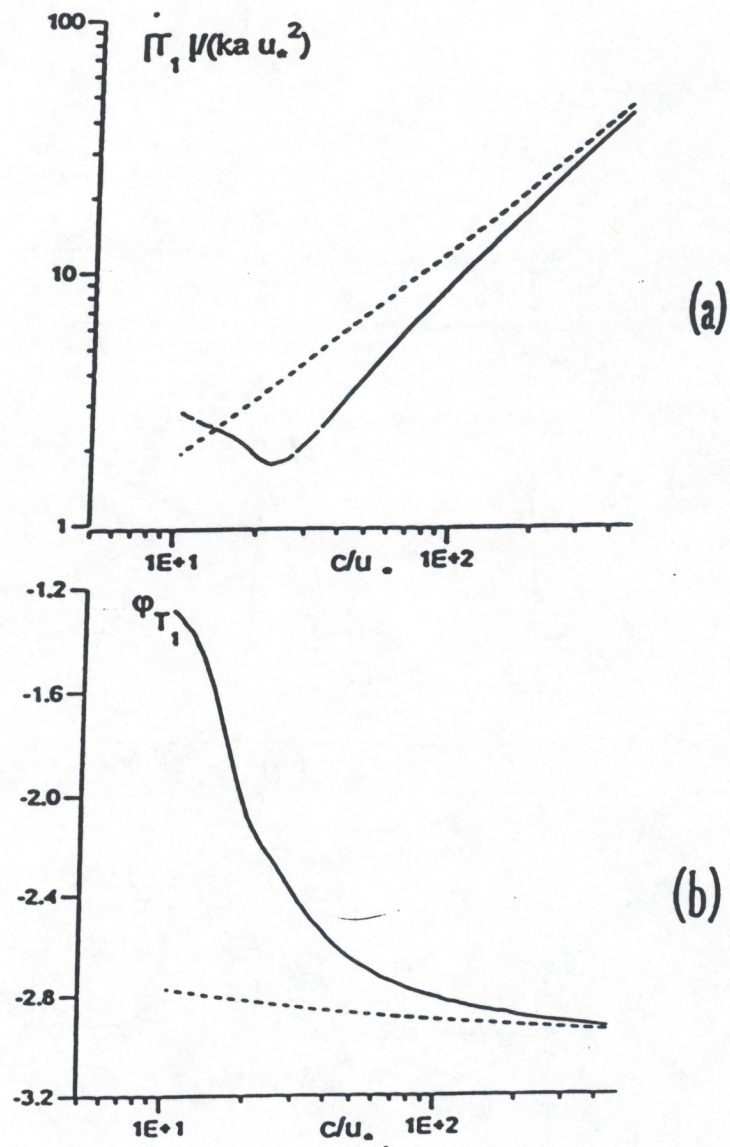 100
|T₁|/(ka u*²)
10
(a)
1
1E+1
c/u*
1E+2
-1.2
φT₁
-1.6
-2.0
-2.4
(b)
-2.8
-3.2
1E+1
c/u*
1E+2